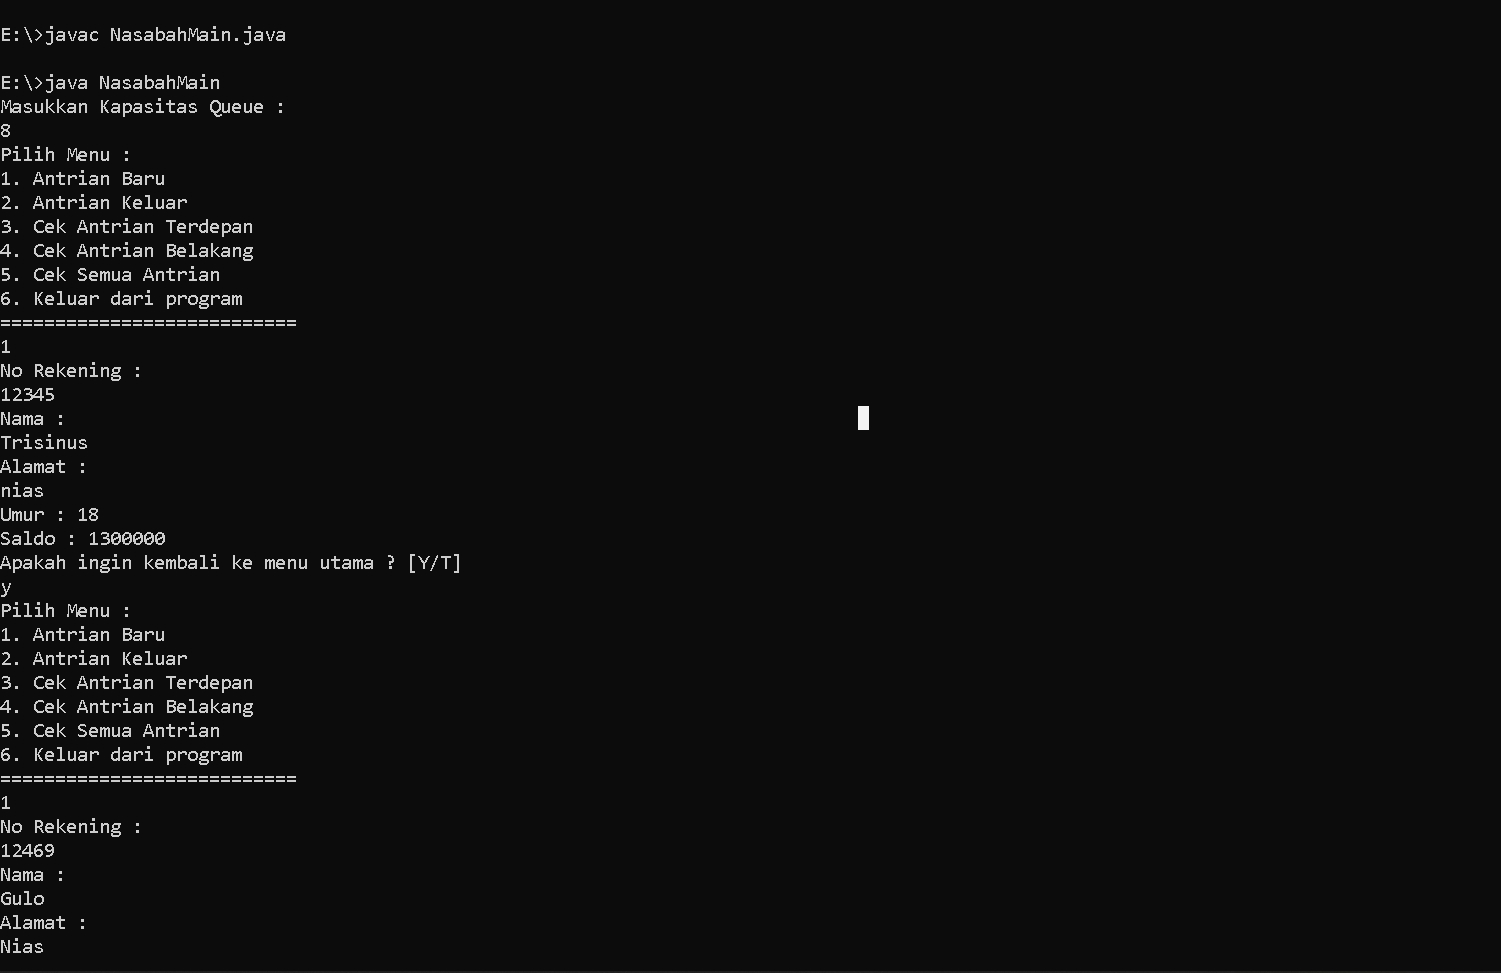 E:\>javac NasabahMain.java
E:\>java NasabahMain
Masukkan Kapasitas Queue :
8
Pilih Menu :
1. Antrian Baru
2. Antrian Keluar
3. Cek Antrian Terdepan
4. Cek Antrian Belakang
5. Cek Semua Antrian
6. Keluar dari program
===========================
1
No Rekening :
12345
Nama :
Trisinus
Alamat :
nias
Umur : 18
Saldo : 1300000
Apakah ingin kembali ke menu utama ? [Y/T]
y
Pilih Menu :
1. Antrian Baru
2. Antrian Keluar
3. Cek Antrian Terdepan
4. Cek Antrian Belakang
5. Cek Semua Antrian
6. Keluar dari program
===========================
1
No Rekening :
12469
Nama :
Gulo
Alamat :
Nias